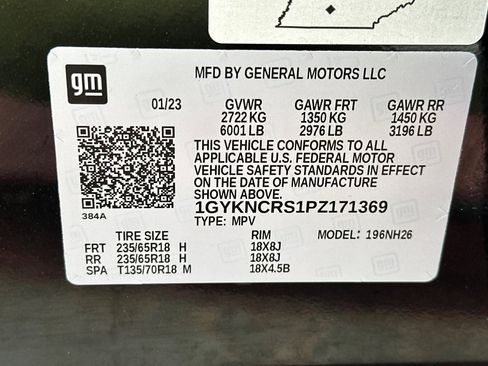 gm
MFD BY GENERAL MOTORS LLC
01/23 GVWR GAWR FRT GAWR RR
2722 KG 1350 KG 1450 KG
6001 LB 2976 LB 3196 LB
THIS VEHICLE CONFORMS TO ALL
APPLICABLE U.S. FEDERAL MOTOR
VEHICLE SAFETY STANDARDS IN EFFECT
ON THE DATE OF MANUFACTURE
SHOWN ABOVE.
384A
1GYKNCRS1PZ171369
TYPE: MPV MODEL: 196NH26
TIRE SIZE RIM
FRT 235/65R18 H 18X8J
RR 235/65R18 H 18X8J
SPA T135/70R18 M 18X4.5B